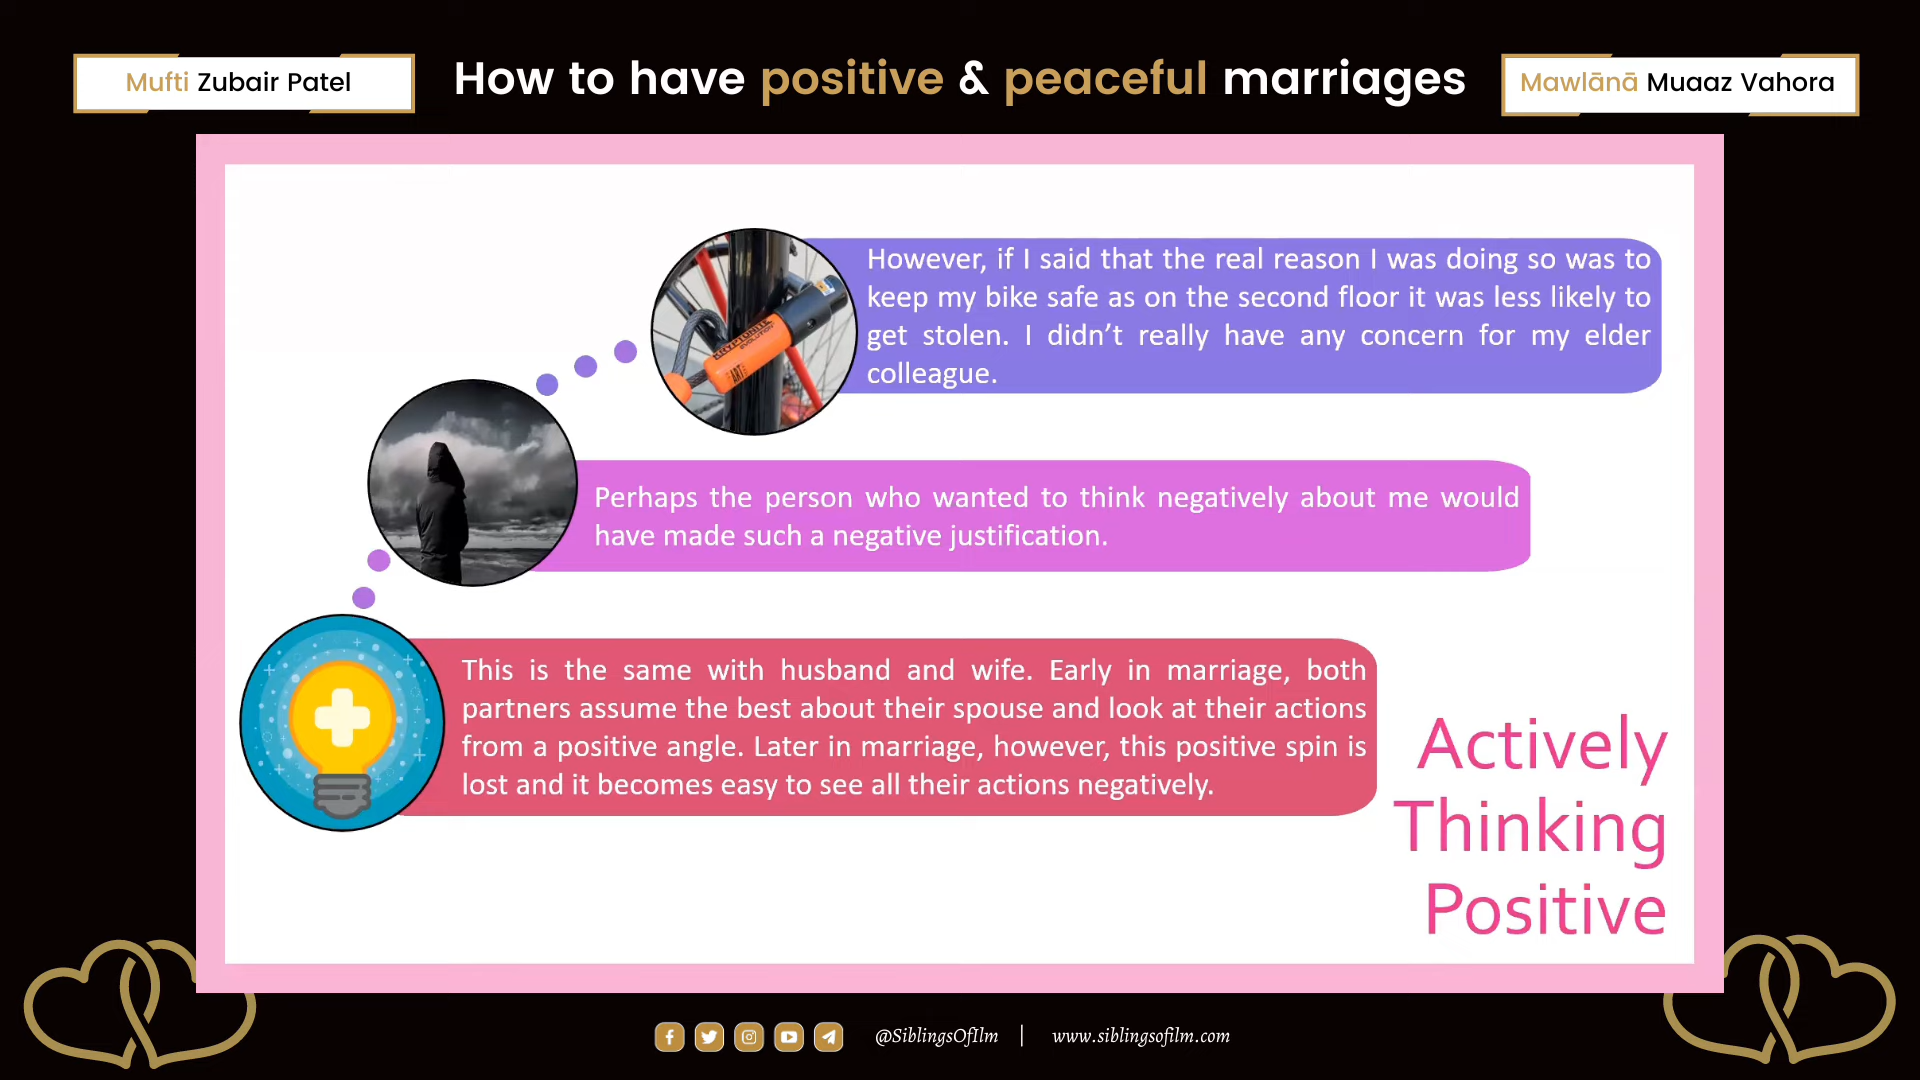 Mufti Zubair Patel
How to have positive & peaceful marriages
Mawlānā Muaaz Vahora
However, if I said that the real reason I was doing so was to
keep my bike safe as on the second floor it was less likely to
get stolen. I didn’t really have any concern for my elder
colleague.
KRYPTONITE
EVOLUTION
ART
Perhaps the person who wanted to think negatively about me would
have made such a negative justification.
This is the same with husband and wife. Early in marriage, both
partners assume the best about their spouse and look at their actions
from a positive angle. Later in marriage, however, this positive spin is
lost and it becomes easy to see all their actions negatively.
Actively
Thinking
Positive
@SiblingsOfIlm | www.siblingsofilm.com